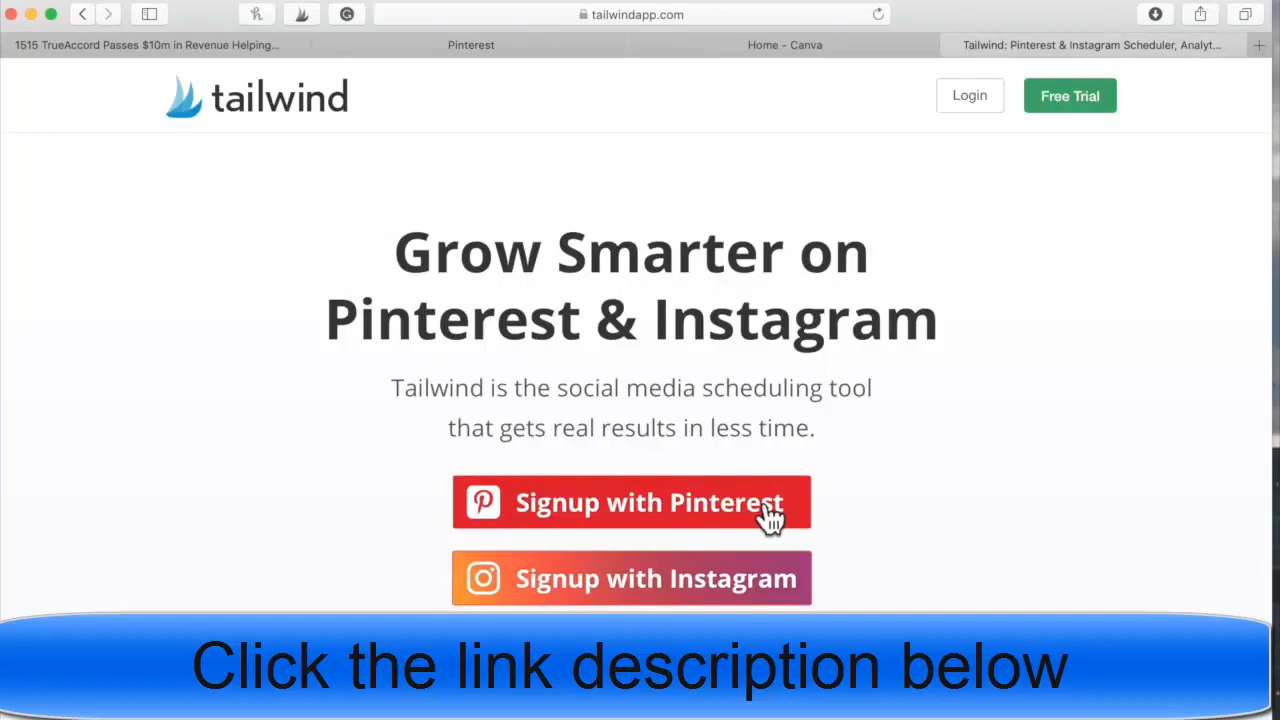 tailwindapp.com
1515 TrueAccord Passes $10m in Revenue Helping...
Pinterest
Home - Canva
Tailwind: Pinterest & Instagram Scheduler, Analyt...
tailwind
Login
Free Trial
Grow Smarter on
Pinterest & Instagram
Tailwind is the social media scheduling tool
that gets real results in less time.
Signup with Pinterest
Signup with Instagram
Click the link description below